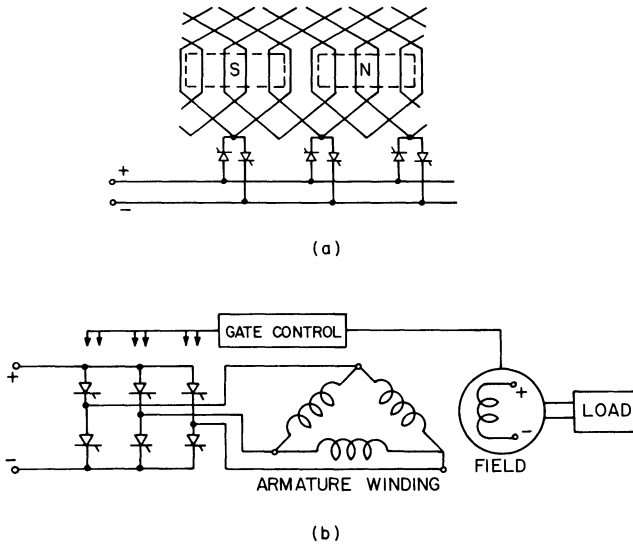 S N
+
−
(a)
GATE CONTROL
+
−
+
−
LOAD
FIELD
ARMATURE WINDING
(b)